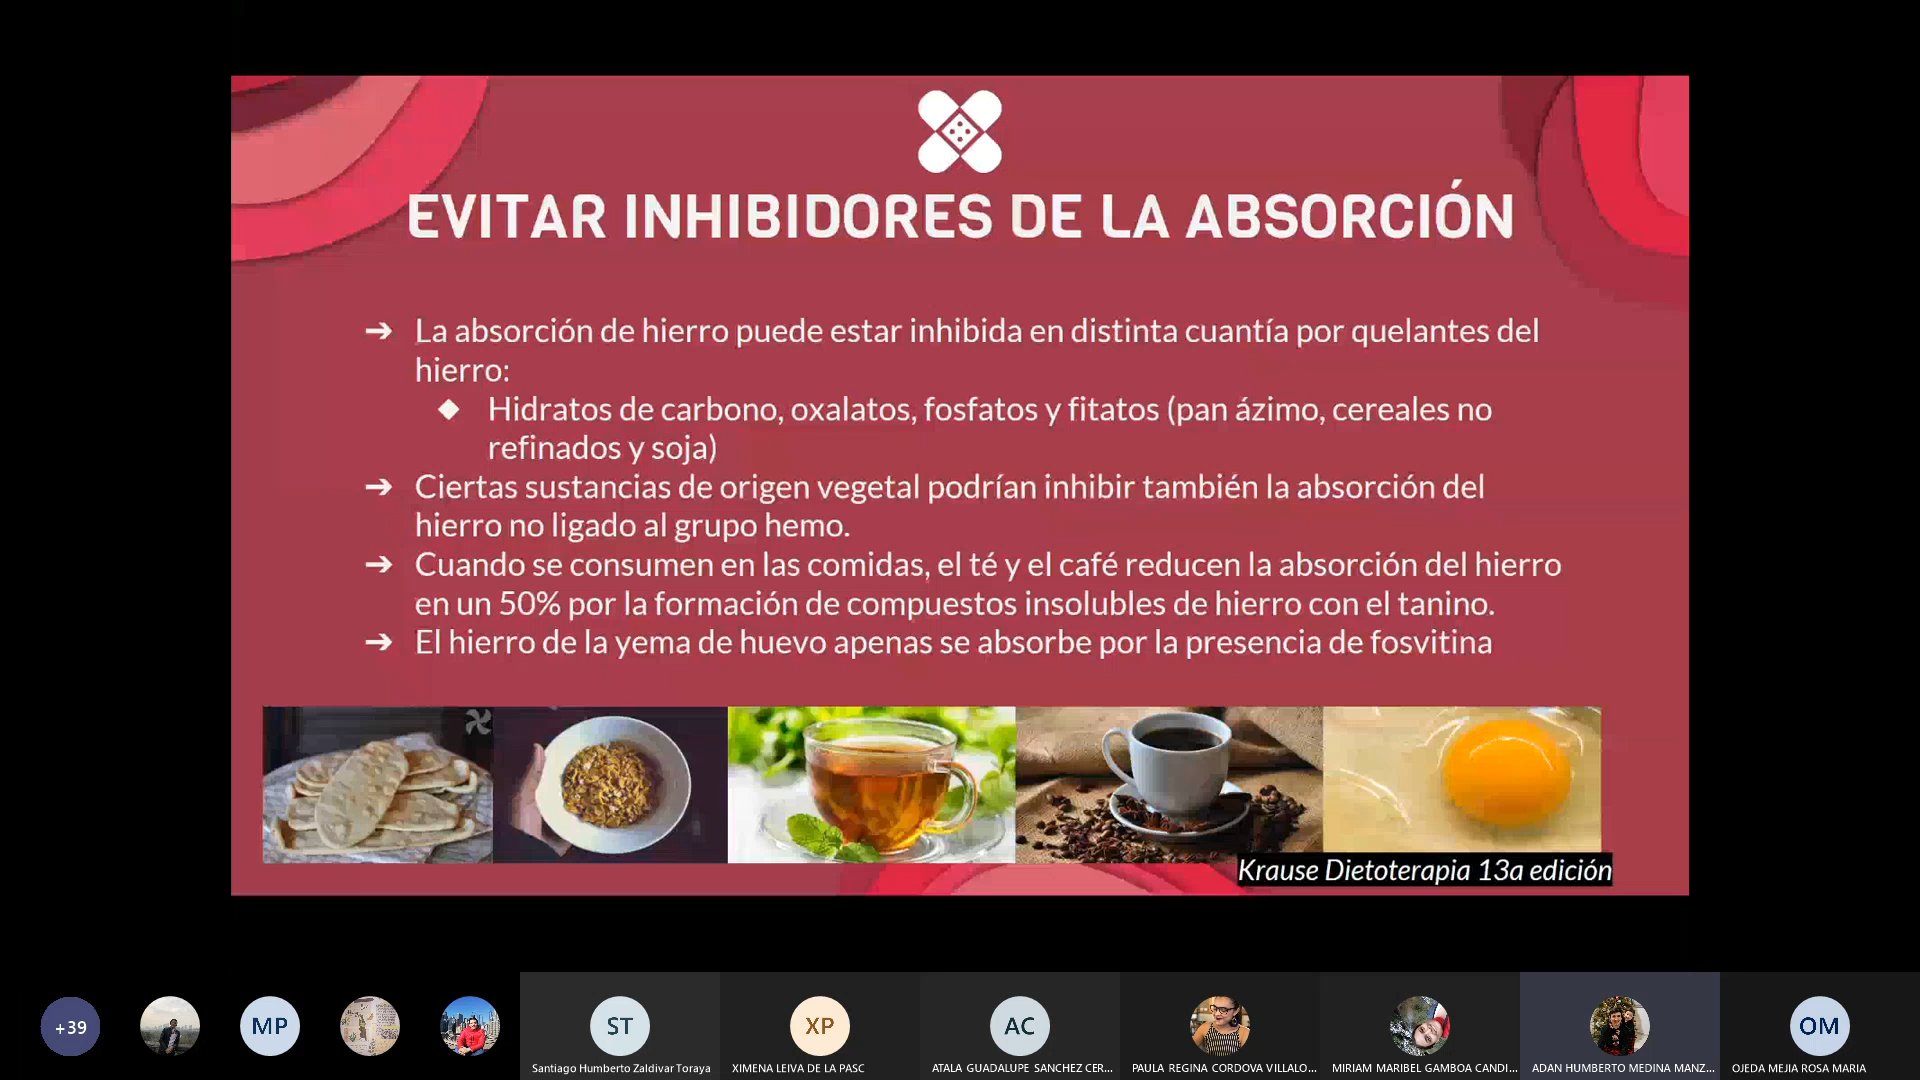 EVITAR INHIBIDORES DE LA ABSORCIÓN
➔ La absorción de hierro puede estar inhibida en distinta cuantía por quelantes del
hierro:
◆ Hidratos de carbono, oxalatos, fosfatos y fitatos (pan ázimo, cereales no
refinados y soja)
➔ Ciertas sustancias de origen vegetal podrían inhibir también la absorción del
hierro no ligado al grupo hemo.
➔ Cuando se consumen en las comidas, el té y el café reducen la absorción del hierro
en un 50% por la formación de compuestos insolubles de hierro con el tanino.
➔ El hierro de la yema de huevo apenas se absorbe por la presencia de fosvitina
Krause Dietoterapia 13a edición
+39
MP
ST
XP
AC
OM
Santiago Humberto Zaldivar Toraya
XIMENA LEIVA DE LA PASC
ATALA GUADALUPE SANCHEZ CER...
PAULA REGINA CORDOVA VILLALO...
MIRIAM MARIBEL GAMBOA CANDI...
ADAN HUMBERTO MEDINA MANZ...
OJEDA MEJIA ROSA MARIA